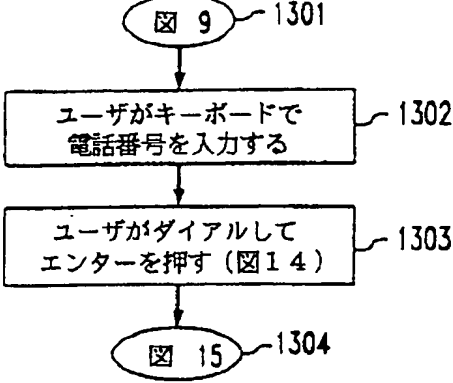 図 9
1301
ユーザがキーボードで
電話番号を入力する
1302
ユーザがダイアルして
エンターを押す(図14)
1303
図 15
1304